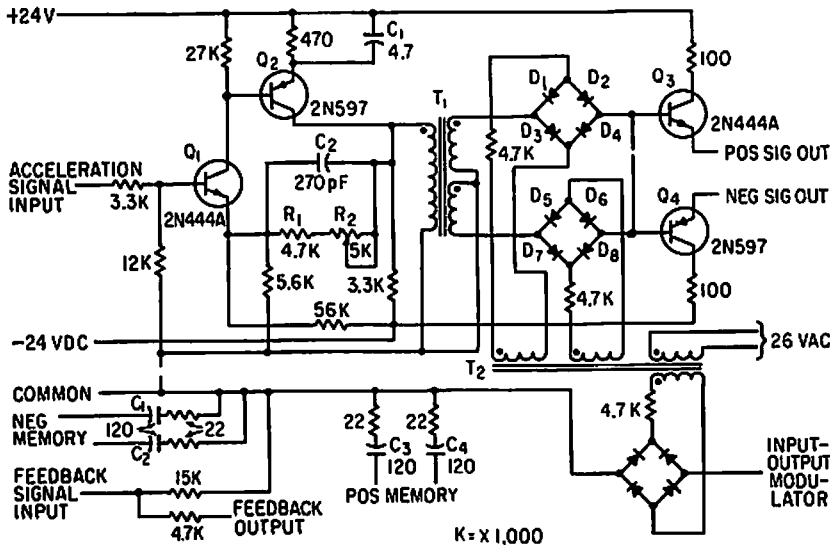 +24V
27K
470
C1
4.7
Q2
2N597
Q1
2N444A
ACCELERATION
SIGNAL
INPUT
3.3K
12K
C2
270pF
R1
4.7K
R2
5K
5.6K
3.3K
56K
T1
4.7K
D1
D2
D3
D4
D5
D6
D7
D8
4.7K
100
Q3
2N444A
POS SIG OUT
NEG SIG OUT
Q4
2N597
100
-24 VDC
26 VAC
T2
COMMON
NEG
MEMORY
C1
120
C2
22
FEEDBACK
SIGNAL
INPUT
15K
4.7K
FEEDBACK
OUTPUT
22
C3
120
22
C4
120
POS MEMORY
4.7K
INPUT-
OUTPUT
MODU-
LATOR
K = X 1,000